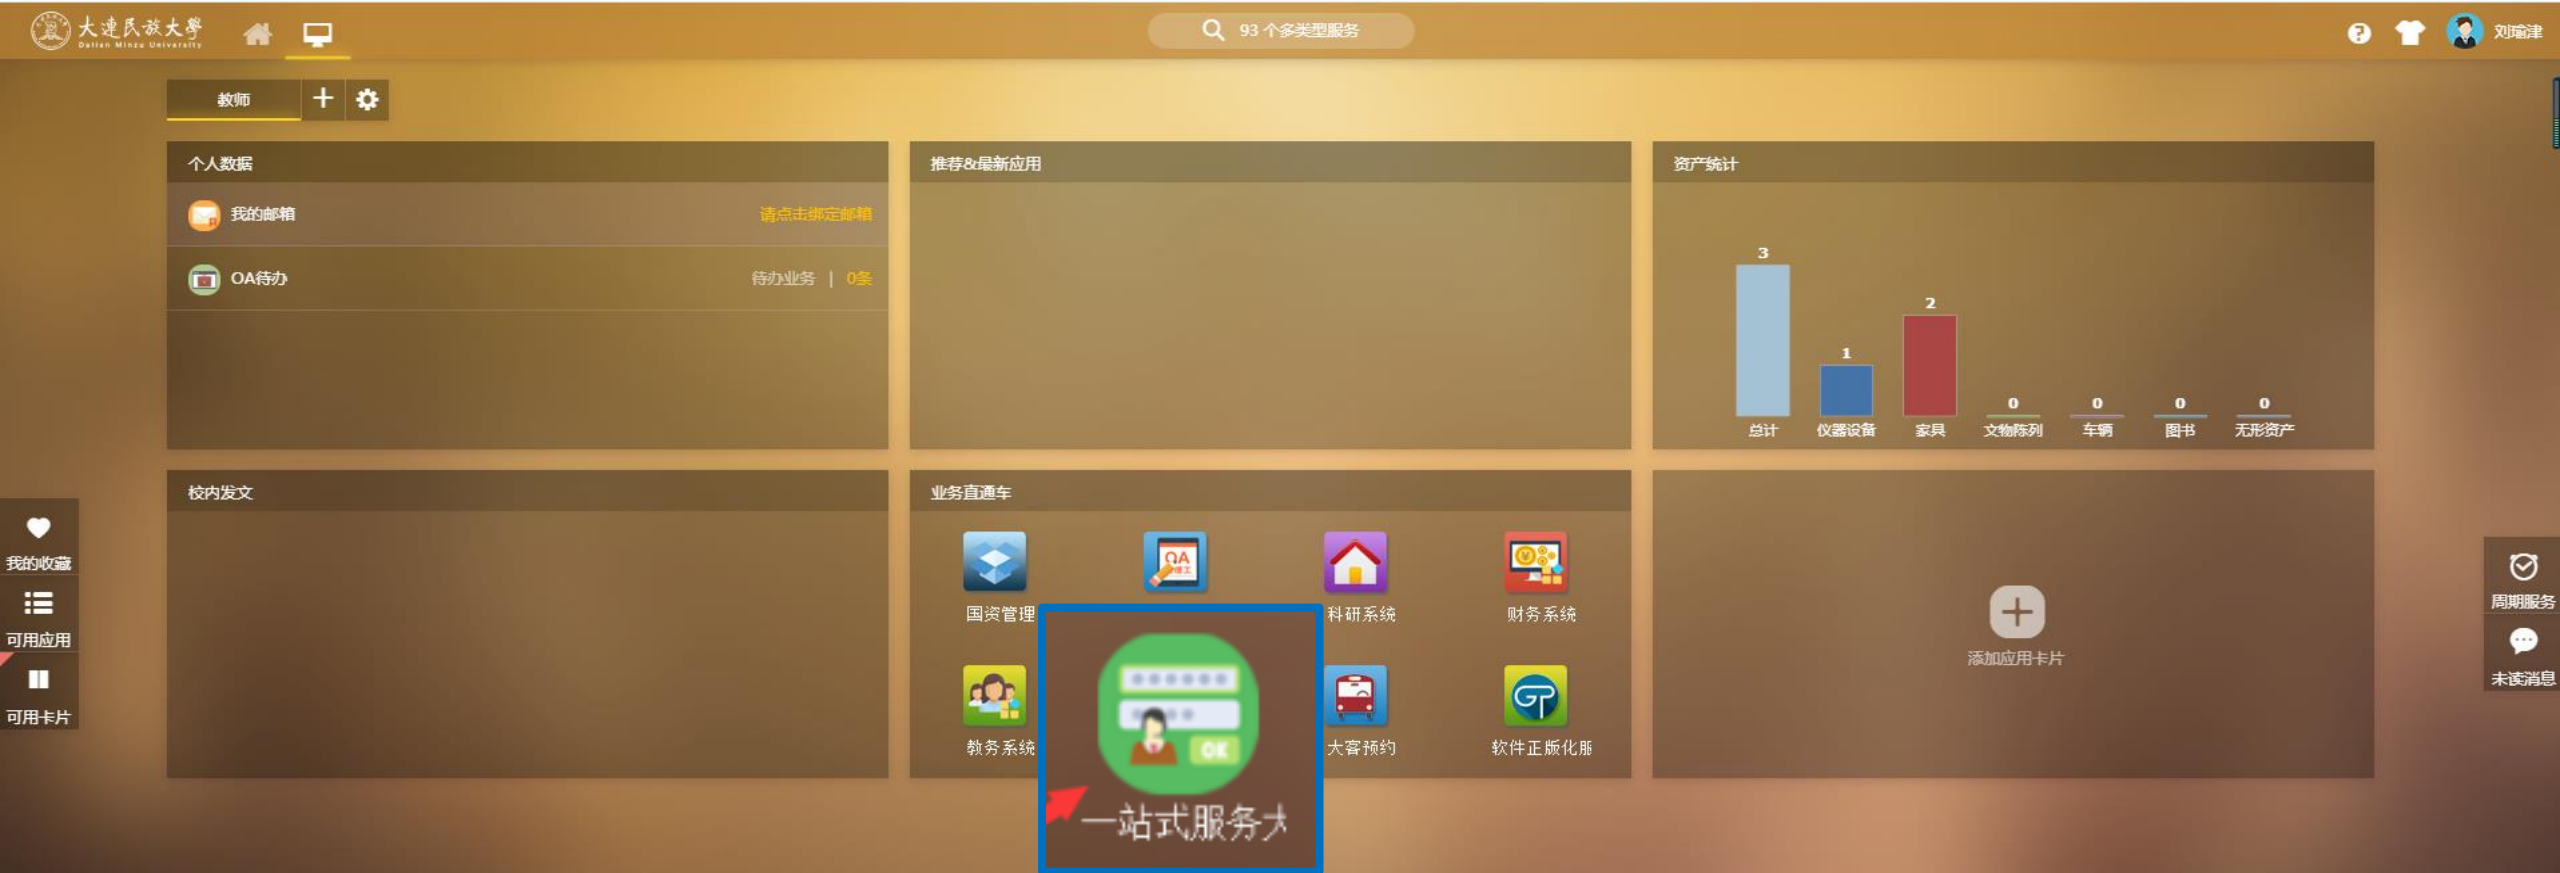 大連民族大學
Dalian Minzu University
93 个多类型服务
刘瑜津
教师
个人数据
我的邮箱
请点击绑定邮箱
OA待办
待办业务 | 0条
推荐&最新应用
资产统计
3
1
2
0
0
0
0
总计
仪器设备
家具
文物陈列
车辆
图书
无形资产
校内发文
业务直通车
OA
国资管理
科研系统
财务系统
教务系统
大客预约
软件正版化服
OK
一站式服务大
添加应用卡片
我的收藏
可用应用
可用卡片
周期服务
未读消息